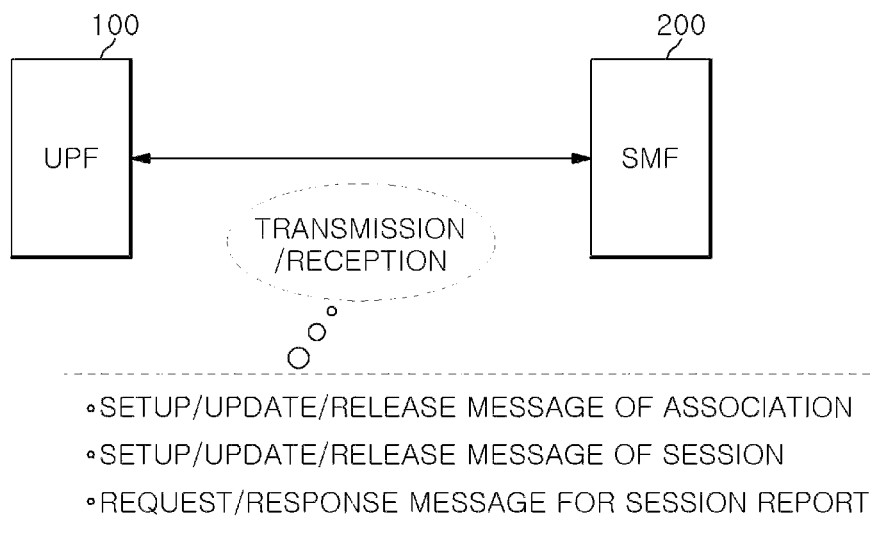 100
200
UPF
SMF
TRANSMISSION
/RECEPTION
SETUP/UPDATE/RELEASE MESSAGE OF ASSOCIATION
SETUP/UPDATE/RELEASE MESSAGE OF SESSION
REQUEST/RESPONSE MESSAGE FOR SESSION REPORT